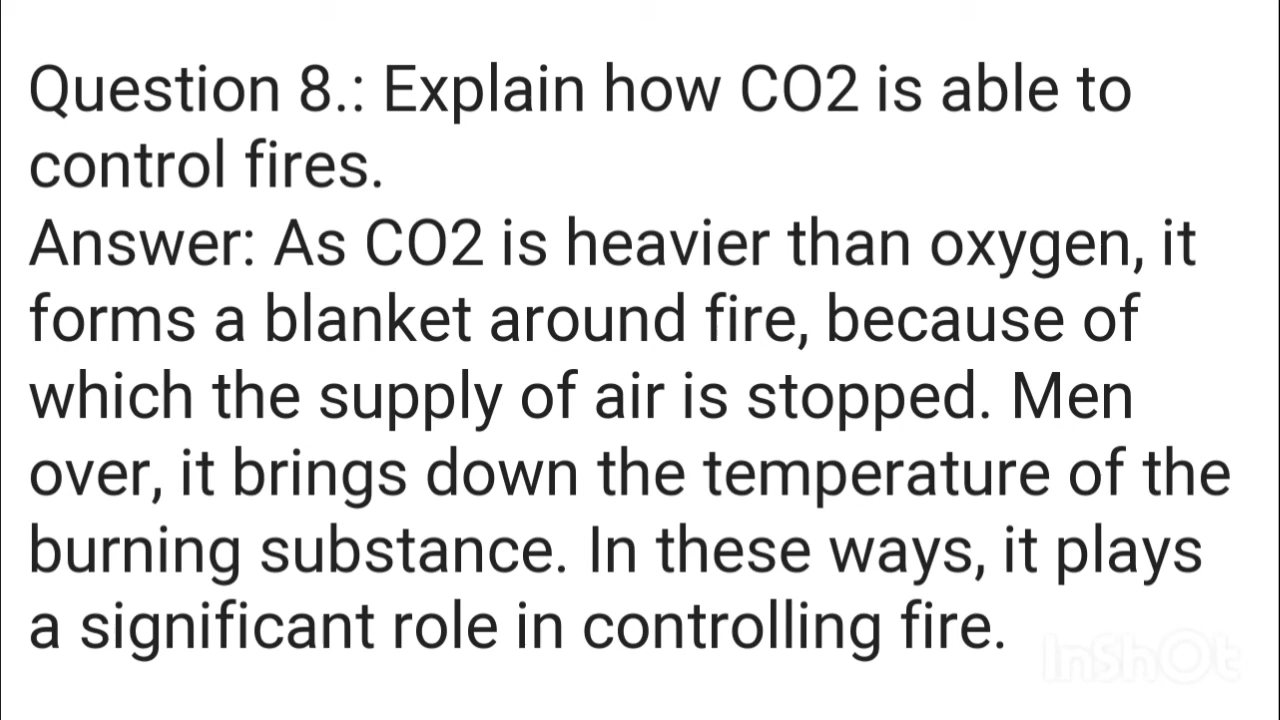 Question 8.: Explain how CO2 is able to
control fires.
Answer: As CO2 is heavier than oxygen, it
forms a blanket around fire, because of
which the supply of air is stopped. Men
over, it brings down the temperature of the
burning substance. In these ways, it plays
a significant role in controlling fire.
InShOt